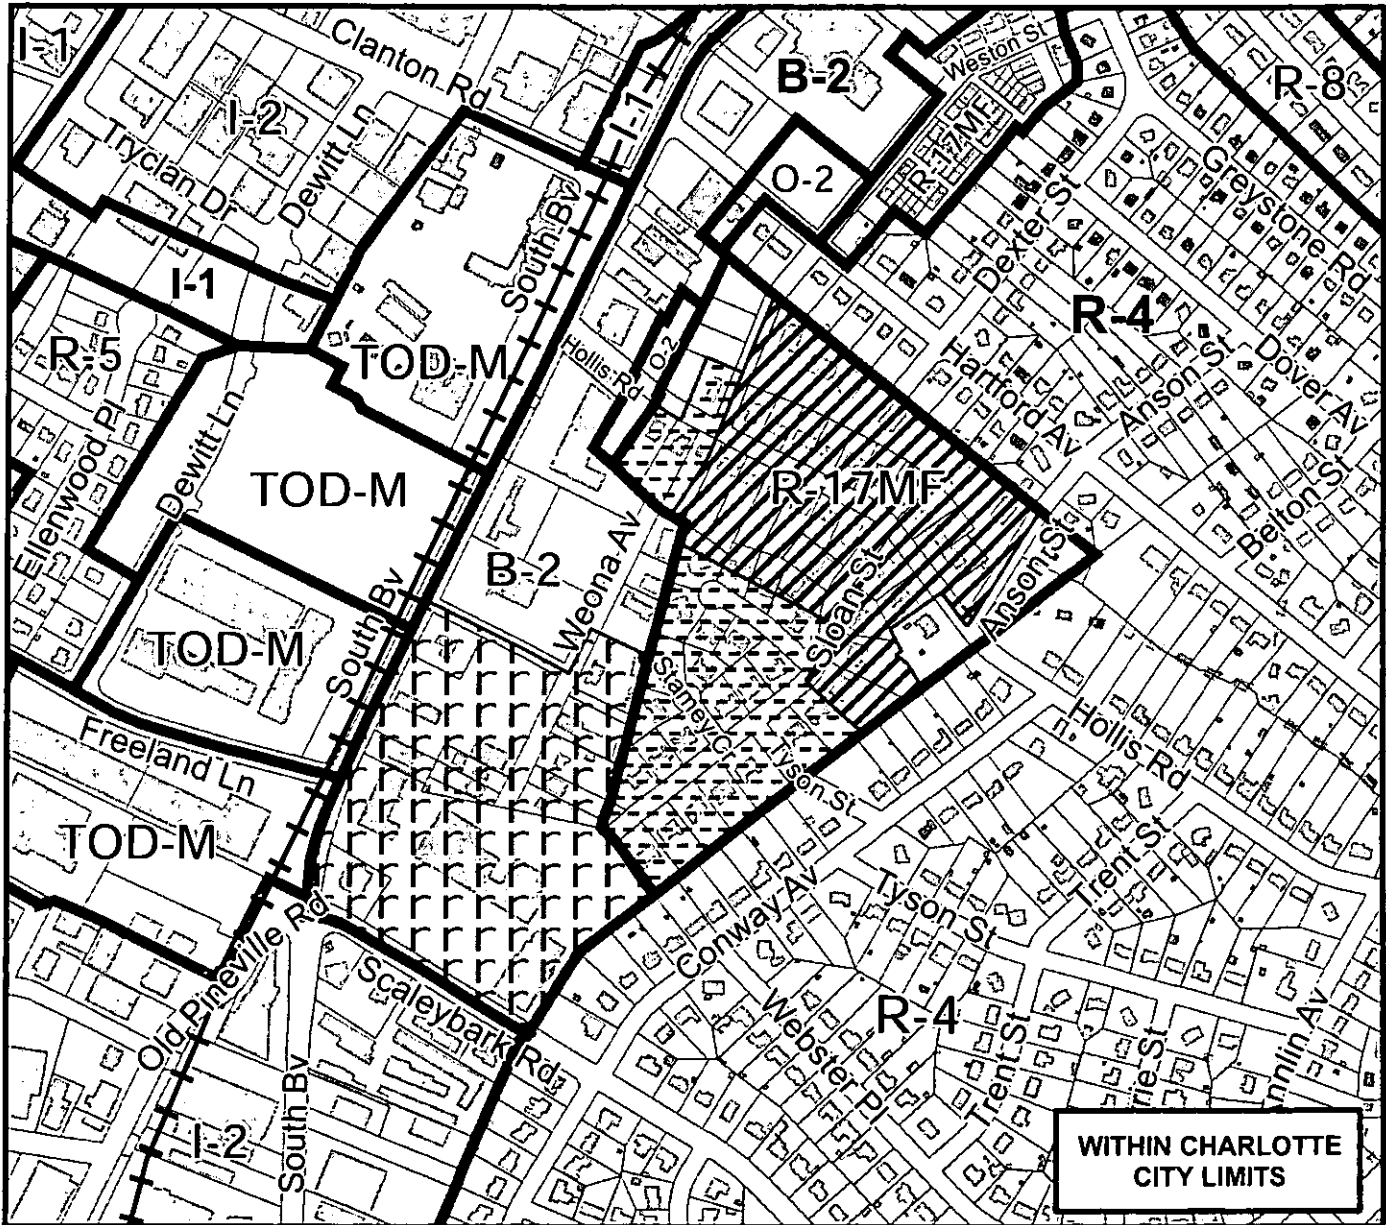 I-1
Clanton Rd
B-2
Weston St
R-8
I-2
I-1
Dewitt Ln
Tryclan Dr
O-2
R-17MF
Greystone Rd
Dexter St
South Bv
I-1
R-4
R-5
TOD-M
Hollis Rd
O-2
Hartford Av
Anson St
Dover Av
Ellenwood Pl
Dewitt Ln
TOD-M
R-17MF
Belton St
B-2
Weona Av
Sloan St
Anson St
South Bv
TOD-M
Stamey C
Tyson St
Hollis Rd
Freeland Ln
TOD-M
Trent St
Tyson St
Conway Av
Old Pineville Rd
Scaleybark Rd
Webster Pl
R-4
Trent St
I-2
South Bv
WITHIN CHARLOTTE
CITY LIMITS